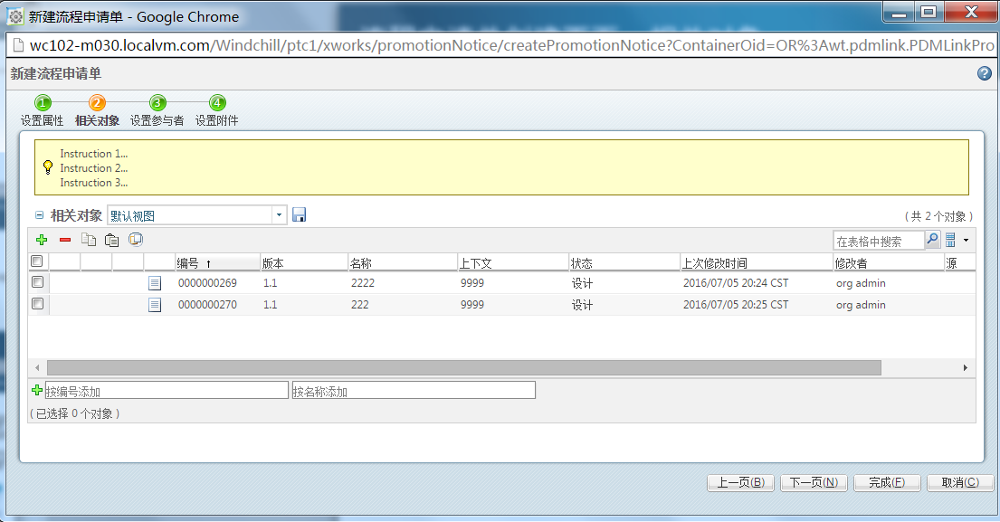 新建流程申请单 - Google Chrome
wc102-m030.localvm.com/Windchill/ptc1/xworks/promotionNotice/createPromotionNotice?ContainerOid=OR%3Awt.pdmlink.PDMLinkPro
新建流程申请单
1 2 3 4
设置属性 相关对象 设置参与者 设置附件
Instruction 1...
Instruction 2...
Instruction 3...
相关对象 默认视图 ( 共 2 个对象 )
在表格中搜索
编号 ↑ 版本 名称 上下文 状态 上次修改时间 修改者 源
0000000269 1.1 2222 9999 设计 2016/07/05 20:24 CST org admin
0000000270 1.1 222 9999 设计 2016/07/05 20:25 CST org admin
按编号添加 按名称添加
( 已选择 0 个对象 )
上一页(B) 下一页(N) 完成(F) 取消(C)